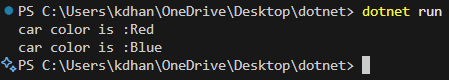 PS C:\Users\kdhan\OneDrive\Desktop\dotnet> dotnet run
car color is :Red
car color is :Blue
PS C:\Users\kdhan\OneDrive\Desktop\dotnet>